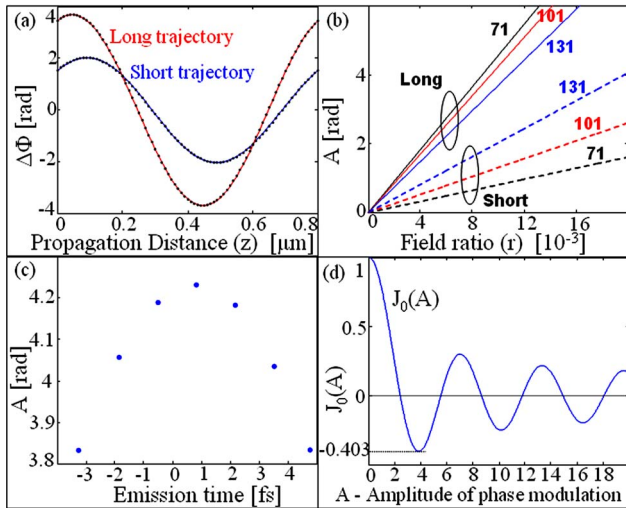 (a)
4
2
0
-2
-4
ΔΦ [rad]
Long trajectory
Short trajectory
0 0.2 0.4 0.6 0.8
Propagation Distance (z) [µm]
(b)
4
2
0
A [rad]
71
101
131
Long
131
101
71
Short
0 4 8 12 16
Field ratio (r) [10⁻³]
(c)
4.2
4.1
4
3.9
3.8
A [rad]
-3 -2 -1 0 1 2 3 4
Emission time [fs]
(d)
1
0.5
0
-0.403
J₀(A)
J₀(A)
0 2 4 6 8 10 12 14 16 18
A - Amplitude of phase modulation